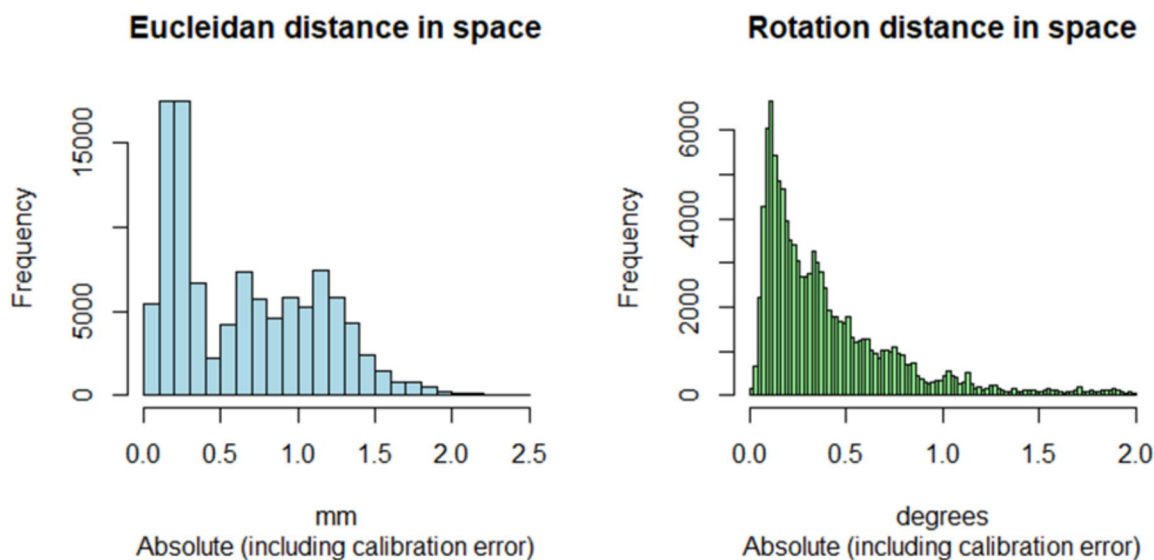 Eucleidan distance in space
Frequency
15000
5000
0
0.0 0.5 1.0 1.5 2.0 2.5
mm
Absolute (including calibration error)
Rotation distance in space
Frequency
6000
4000
2000
0
0.0 0.5 1.0 1.5 2.0
degrees
Absolute (including calibration error)